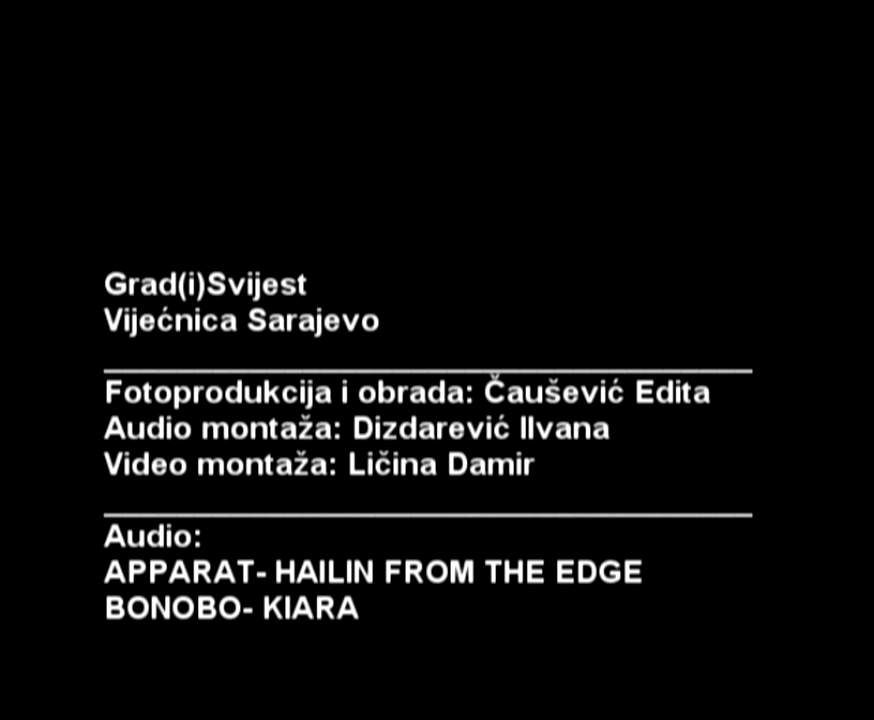 Grad(i)Svijest
Vijećnica Sarajevo
Fotoprodukcija i obrada: Čaušević Edita
Audio montaža: Dizdarević Ilvana
Video montaža: Ličina Damir
Audio:
APPARAT- HAILIN FROM THE EDGE
BONOBO- KIARA